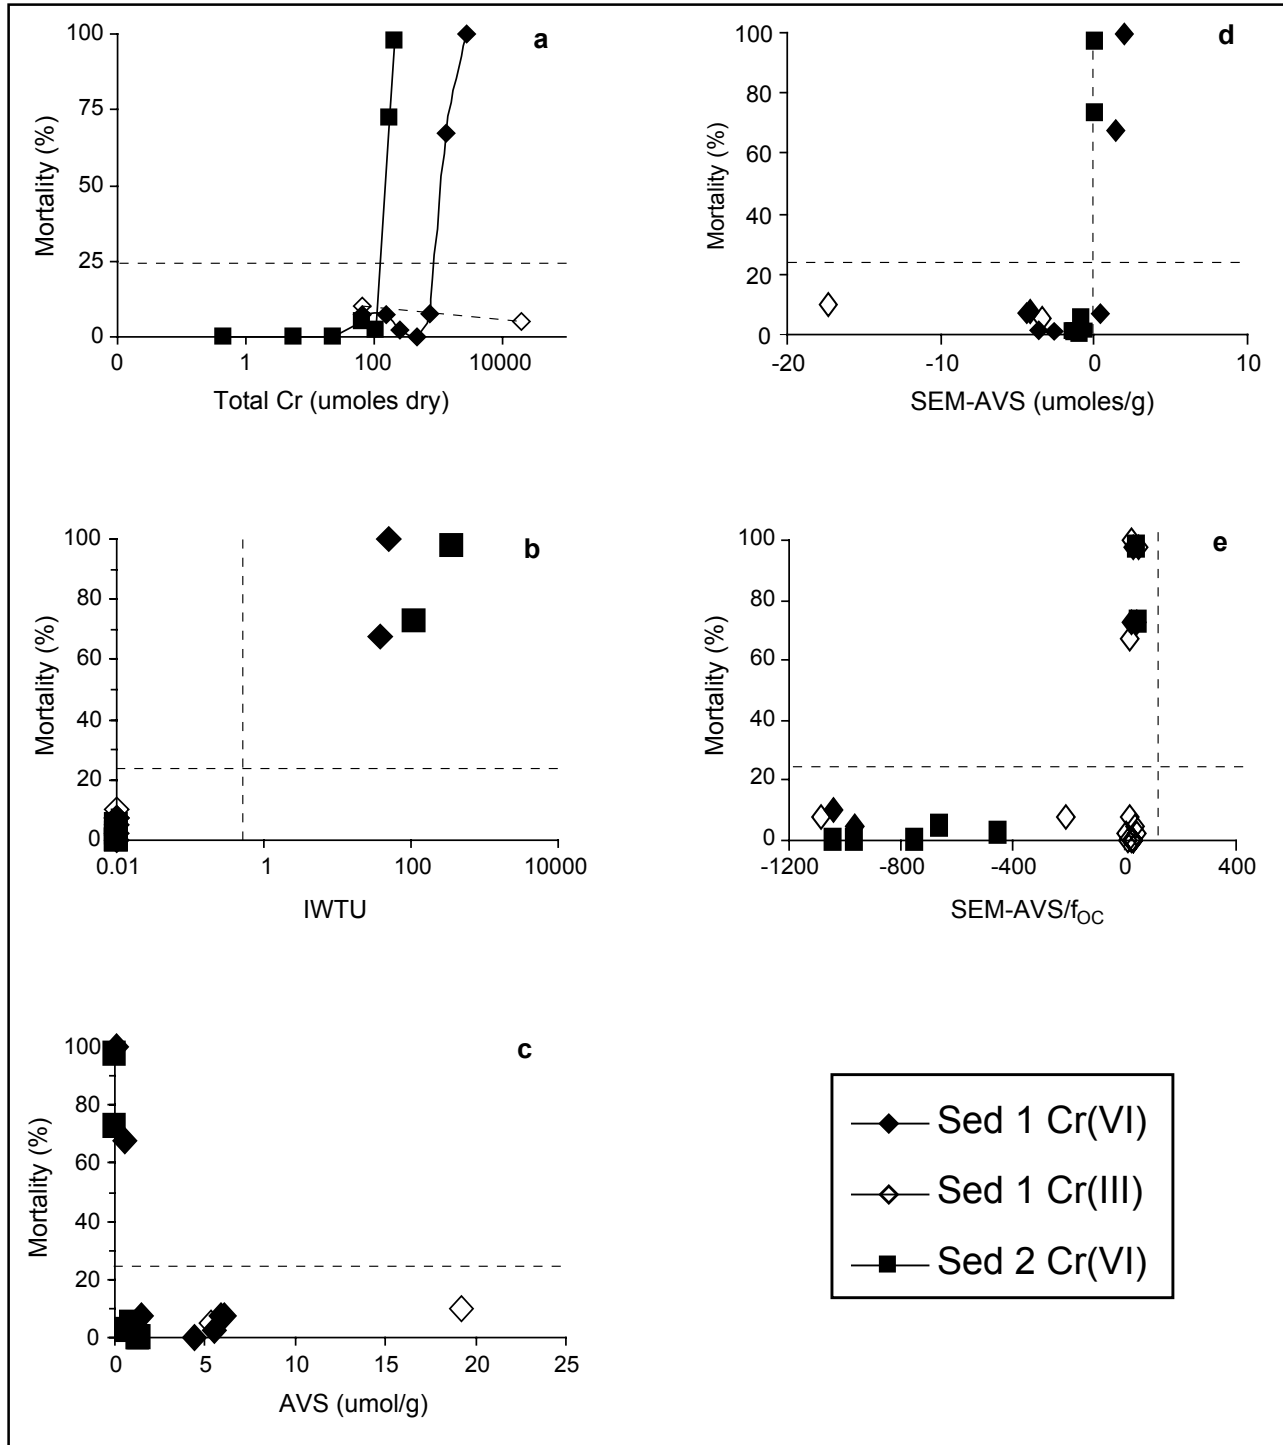 a
100
75
50
25
0
Mortality (%)
0
1
100
10000
Total Cr (umoles dry)
d
100
80
60
40
20
0
Mortality (%)
-20
-10
0
10
SEM-AVS (umoles/g)
b
100
80
60
40
20
0
Mortality (%)
0.01
1
100
10000
IWTU
e
100
80
60
40
20
0
Mortality (%)
-1200
-800
-400
0
400
SEM-AVS/fOC
c
100
80
60
40
20
0
Mortality (%)
0
5
10
15
20
25
AVS (umol/g)
Sed 1 Cr(VI)
Sed 1 Cr(III)
Sed 2 Cr(VI)